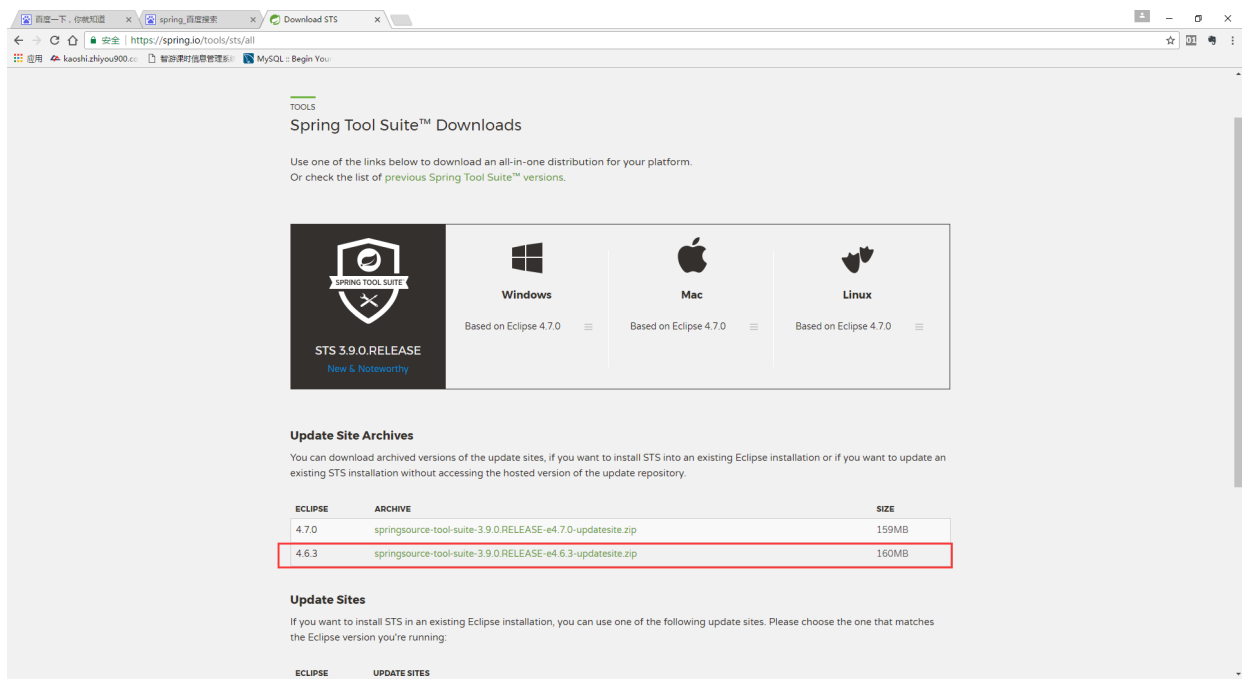 百度一下，你就知道
spring_百度搜索
Download STS
安全
https://spring.io/tools/sts/all
应用
kaoshi.zhiyou900.co
智游课时信息管理系
MySQL :: Begin You
TOOLS
Spring Tool Suite™ Downloads
Use one of the links below to download an all-in-one distribution for your platform.
Or check the list of previous Spring Tool Suite™ versions.
SPRING TOOL SUITE
STS 3.9.0.RELEASE
New & Noteworthy
Windows
Based on Eclipse 4.7.0
Mac
Based on Eclipse 4.7.0
Linux
Based on Eclipse 4.7.0
Update Site Archives
You can download archived versions of the update sites, if you want to install STS into an existing Eclipse installation or if you want to update an
existing STS installation without accessing the hosted version of the update repository.
ECLIPSE ARCHIVE SIZE
4.7.0 springsource-tool-suite-3.9.0.RELEASE-e4.7.0-updatesite.zip 159MB
4.6.3 springsource-tool-suite-3.9.0.RELEASE-e4.6.3-updatesite.zip 160MB
Update Sites
If you want to install STS in an existing Eclipse installation, you can use one of the following update sites. Please choose the one that matches
the Eclipse version you're running:
ECLIPSE UPDATE SITES